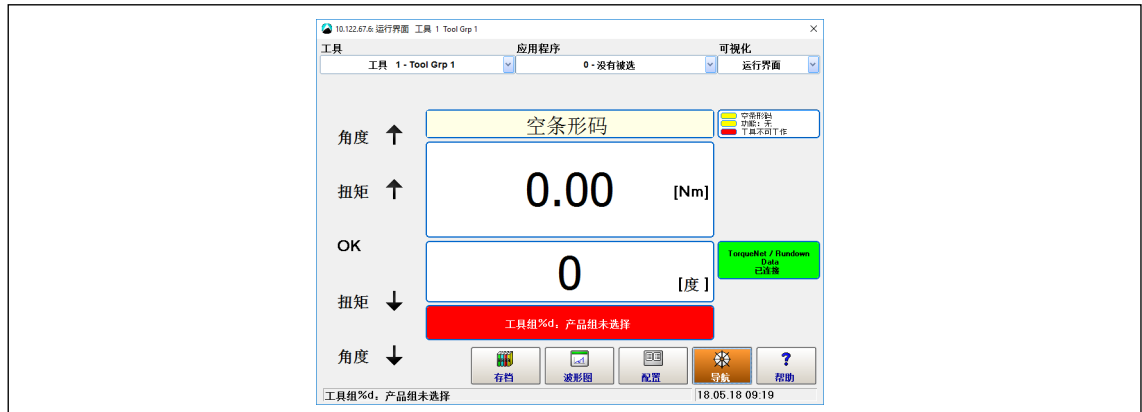 10.122.67.6: 运行界面 工具 1 Tool Grp 1
工具 应用程序 可视化
工具 1 - Tool Grp 1 0 - 没有被选 运行界面
空条形码
空条形码
功能：无
工具不可工作
角度
扭矩
0.00 [Nm]
OK
TorqueNet / Rundown
Data
已连接
0 [度 ]
扭矩
工具组%d，产品组未选择
角度
存档 波形图 配置 导航 帮助
工具组%d，产品组未选择 18.05.18 09:19